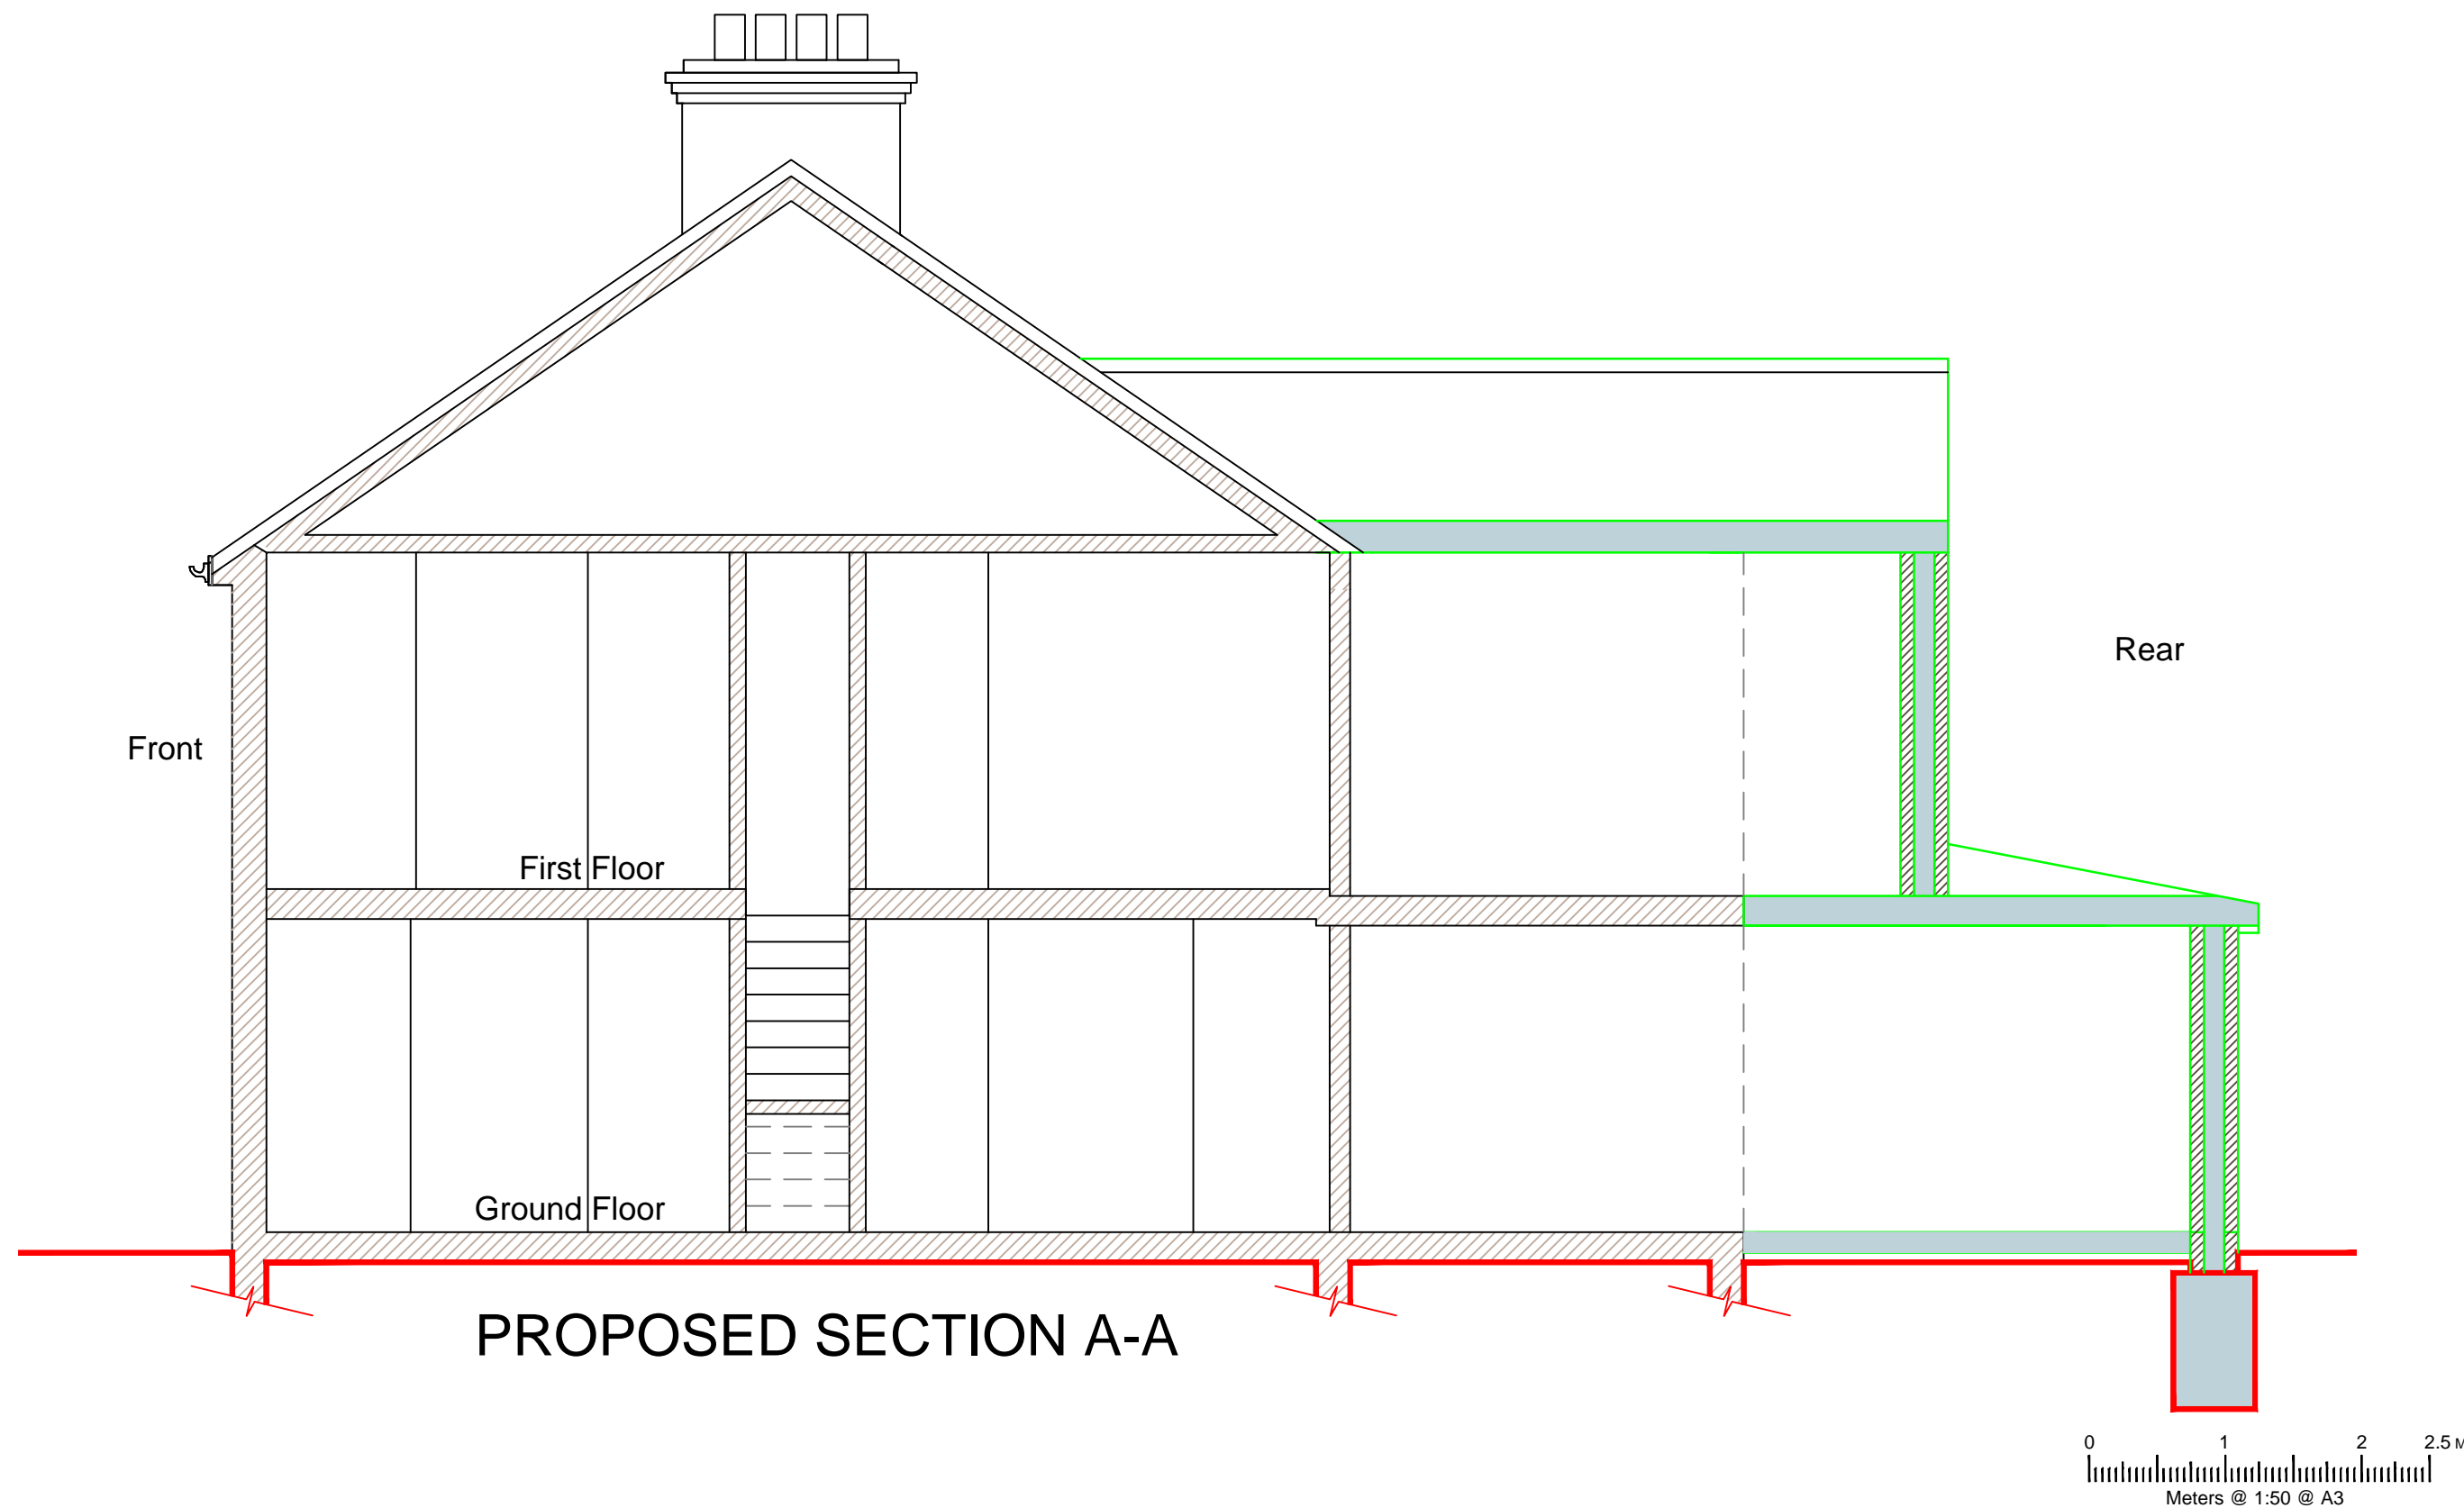 Rear
Front
First Floor
Ground Floor
PROPOSED SECTION A-A
0 1 2 2.5 M
Meters @ 1:50 @ A3